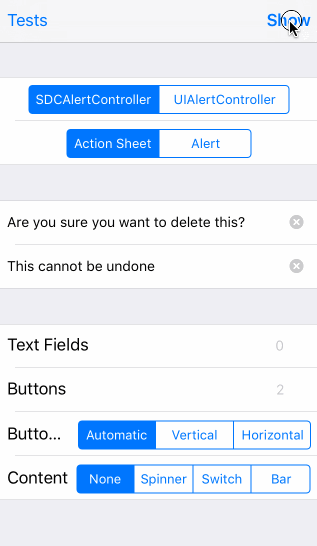 Tests Show
SDCAlertController UIAlertController
Action Sheet Alert
Are you sure you want to delete this?
This cannot be undone
Text Fields 0
Buttons 2
Butto... Automatic Vertical Horizontal
Content None Spinner Switch Bar